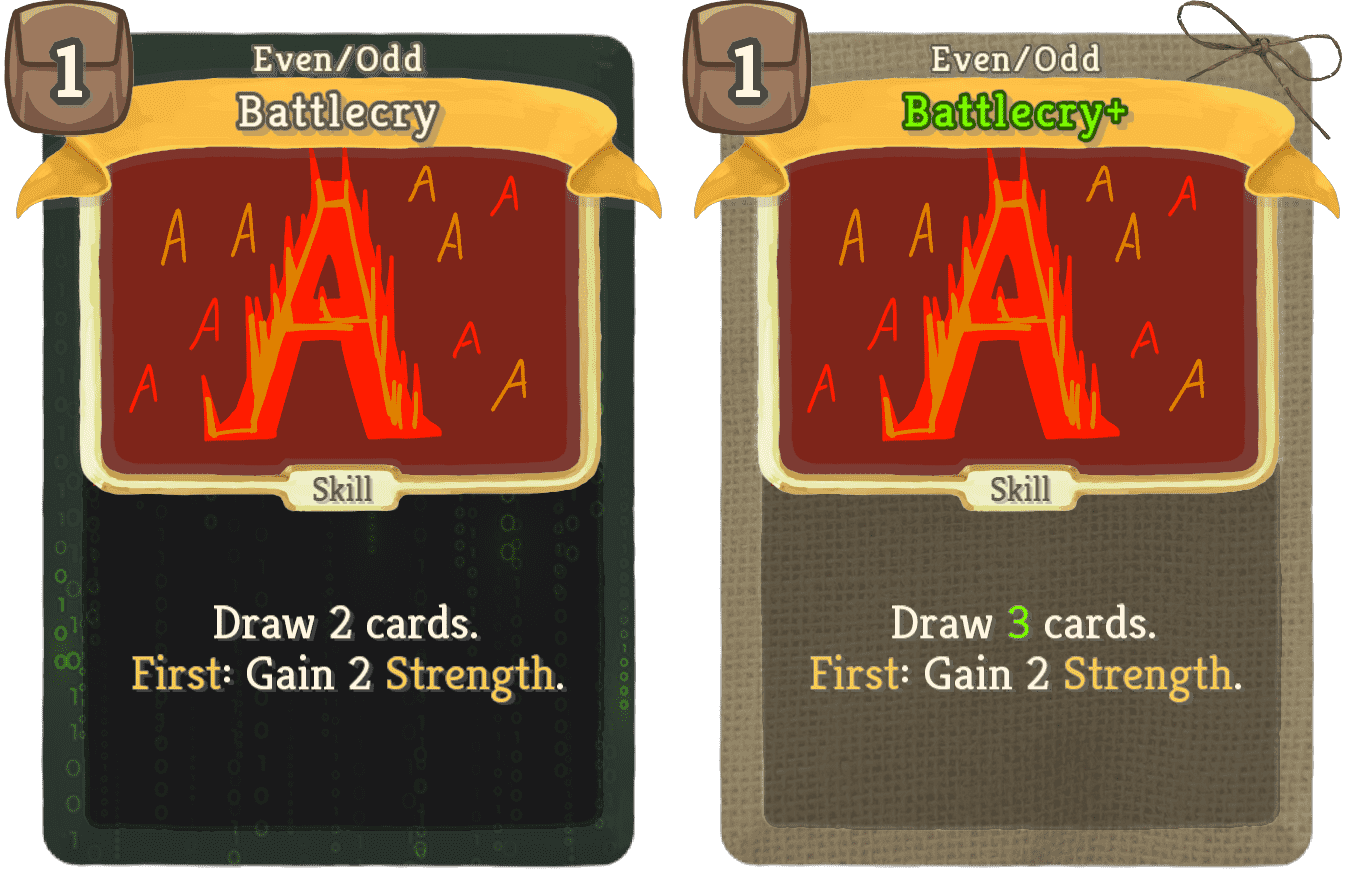 1
Even/Odd
Battlecry
A
A
A
A
A
A
A
A
A
A
Skill
Draw 2 cards.
First: Gain 2 Strength.
1
Even/Odd
Battlecry+
A
A
A
A
A
A
A
A
A
A
Skill
Draw 3 cards.
First: Gain 2 Strength.